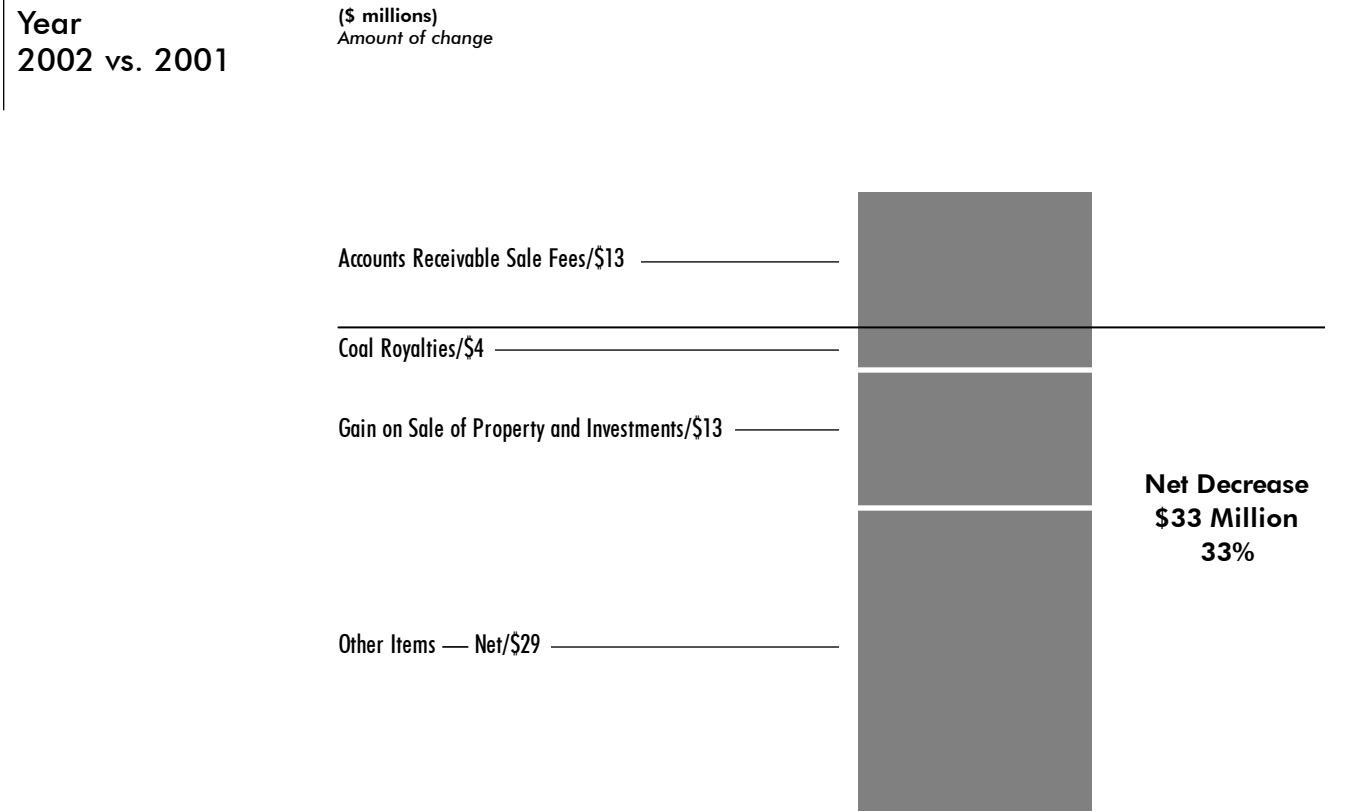 Year
2002 vs. 2001
($ millions)
Amount of change
Accounts Receivable Sale Fees/$13
Coal Royalties/$4
Gain on Sale of Property and Investments/$13
Net Decrease
$33 Million
33%
Other Items — Net/$29